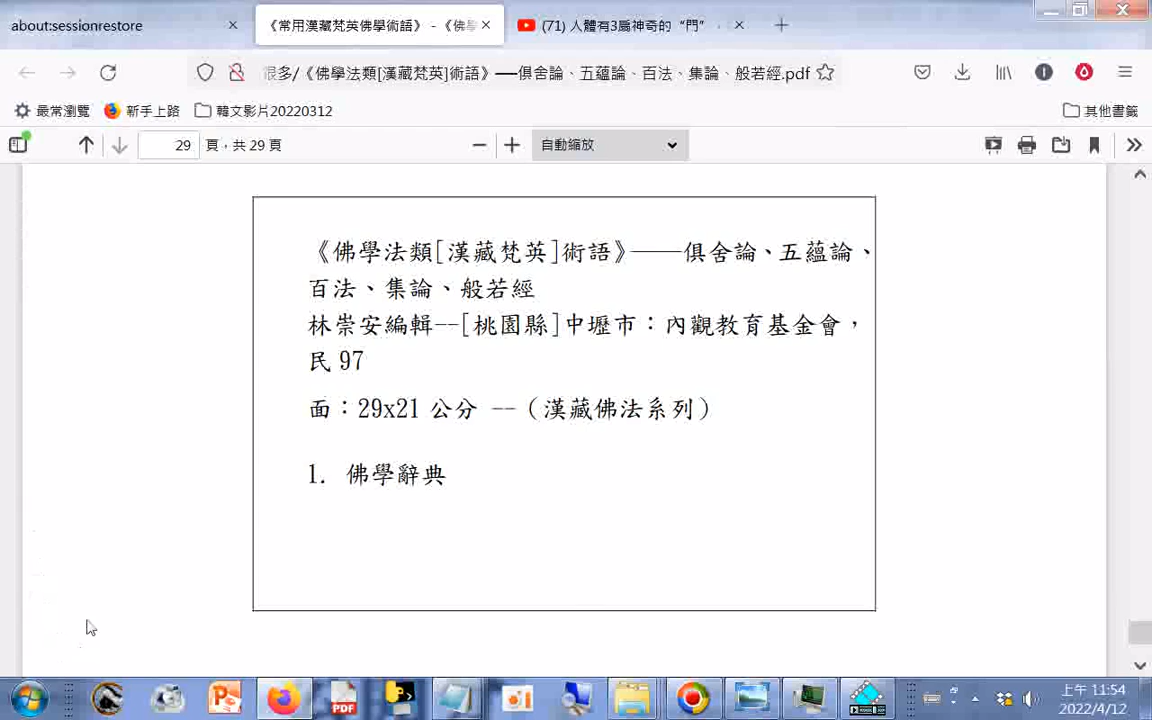 about:sessionrestore
《常用漢藏梵英佛學術語》 - 《佛學
(71) 人體有3扇神奇的“門”
很多/《佛學法類[漢藏梵英]術語》──俱舍論、五蘊論、百法、集論、般若經.pdf
最常瀏覽 新手上路 韓文影片20220312 其他書籤
29 頁，共 29 頁 自動縮放
《佛學法類[漢藏梵英]術語》──俱舍論、五蘊論、
百法、集論、般若經
林崇安編輯--[桃園縣]中壢市：內觀教育基金會，
民 97
面：29x21 公分 --（漢藏佛法系列）
1. 佛學辭典
PDF
上午 11:54
2022/4/12